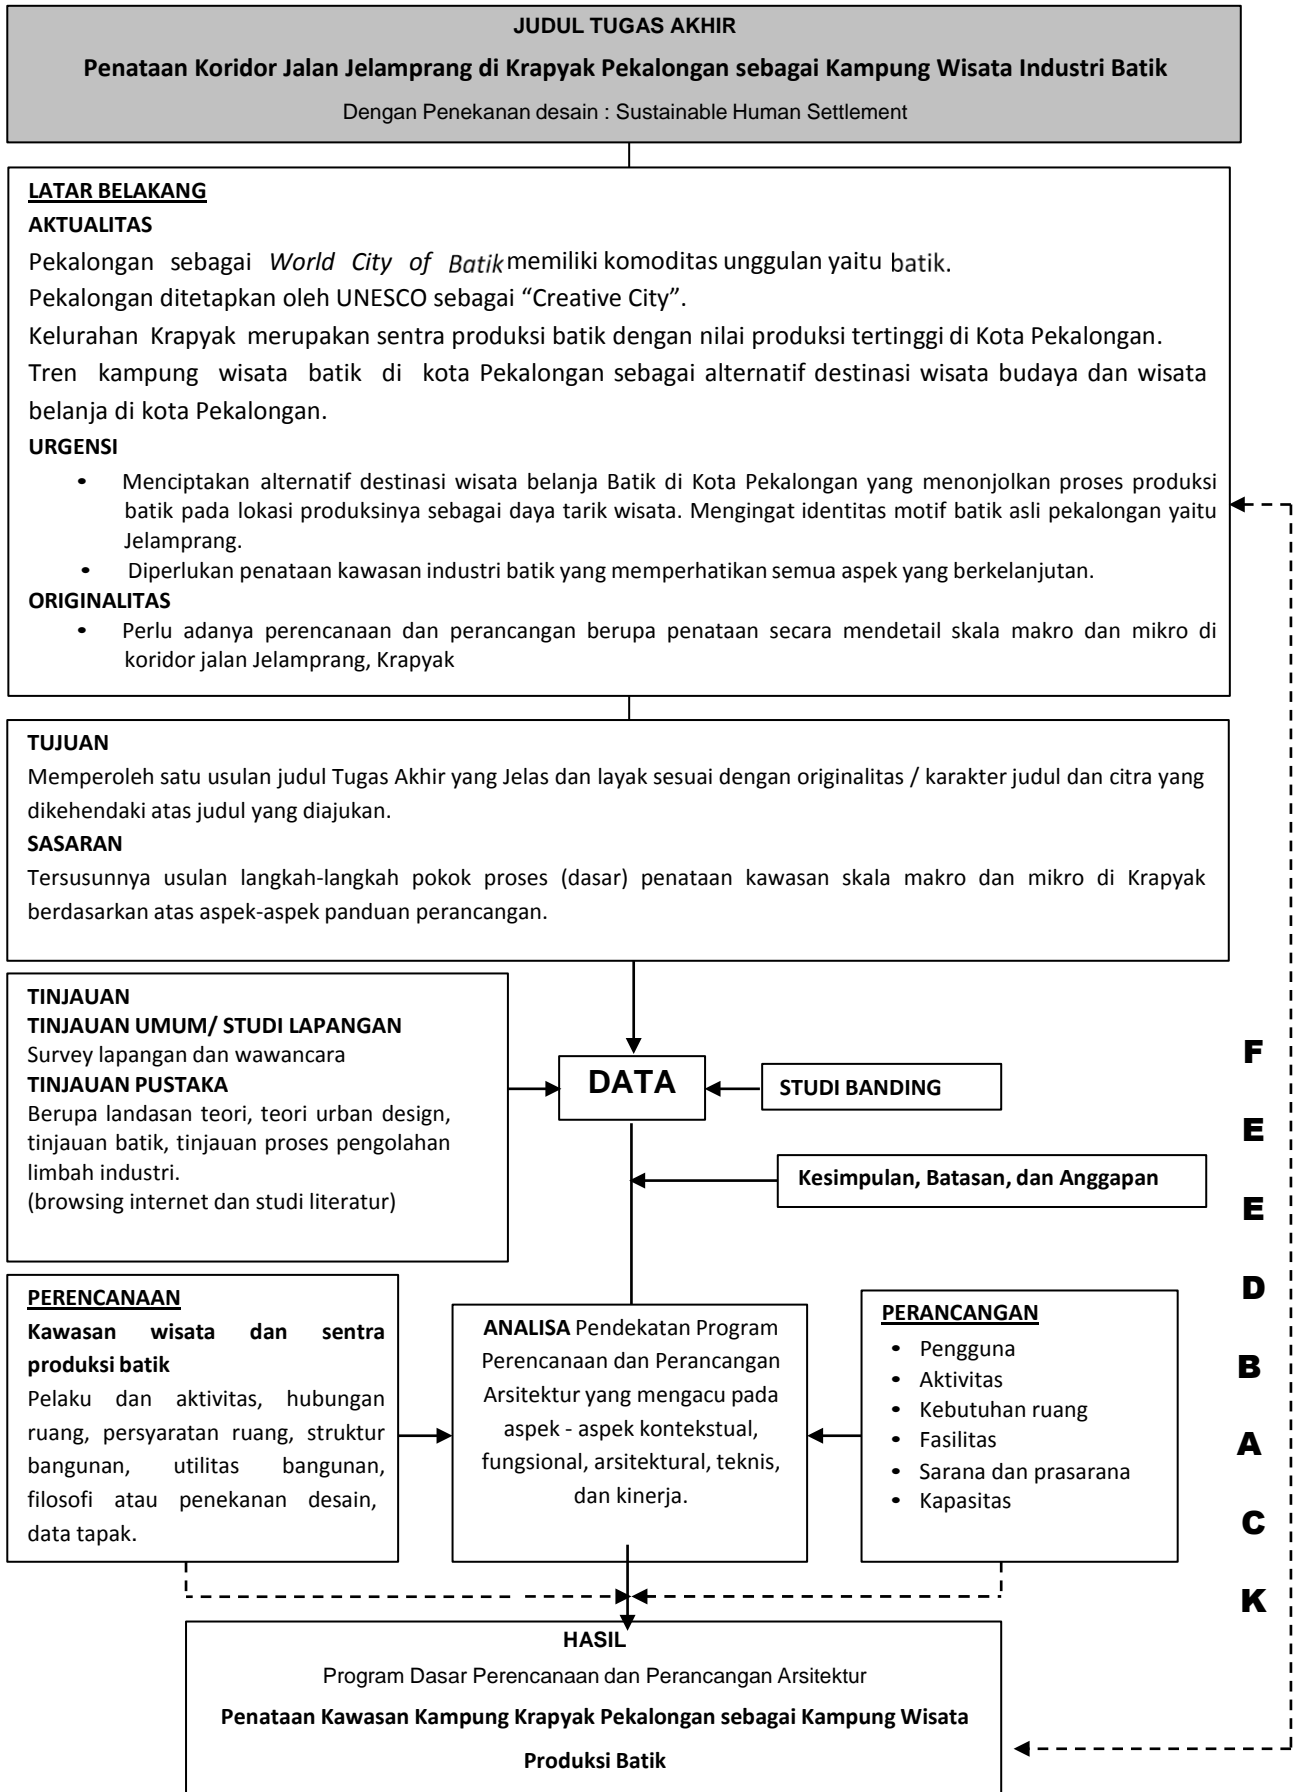 JUDUL TUGAS AKHIR
Penataan Koridor Jalan Jelamprang di Krapyak Pekalongan sebagai Kampung Wisata Industri Batik
Dengan Penekanan desain : Sustainable Human Settlement
LATAR BELAKANG
AKTUALITAS
Pekalongan sebagai World City of Batik memiliki komoditas unggulan yaitu batik.
Pekalongan ditetapkan oleh UNESCO sebagai “Creative City”.
Kelurahan Krapyak merupakan sentra produksi batik dengan nilai produksi tertinggi di Kota Pekalongan.
Tren kampung wisata batik di kota Pekalongan sebagai alternatif destinasi wisata budaya dan wisata
belanja di kota Pekalongan.
URGENSI
• Menciptakan alternatif destinasi wisata belanja Batik di Kota Pekalongan yang menonjolkan proses produksi
batik pada lokasi produksinya sebagai daya tarik wisata. Mengingat identitas motif batik asli pekalongan yaitu
Jelamprang.
• Diperlukan penataan kawasan industri batik yang memperhatikan semua aspek yang berkelanjutan.
ORIGINALITAS
• Perlu adanya perencanaan dan perancangan berupa penataan secara mendetail skala makro dan mikro di
koridor jalan Jelamprang, Krapyak
TUJUAN
Memperoleh satu usulan judul Tugas Akhir yang Jelas dan layak sesuai dengan originalitas / karakter judul dan citra yang
dikehendaki atas judul yang diajukan.
SASARAN
Tersusunnya usulan langkah-langkah pokok proses (dasar) penataan kawasan skala makro dan mikro di Krapyak
berdasarkan atas aspek-aspek panduan perancangan.
TINJAUAN
TINJAUAN UMUM/ STUDI LAPANGAN
Survey lapangan dan wawancara
TINJAUAN PUSTAKA
Berupa landasan teori, teori urban design,
tinjauan batik, tinjauan proses pengolahan
limbah industri.
(browsing internet dan studi literatur)
DATA
STUDI BANDING
Kesimpulan, Batasan, dan Anggapan
PERENCANAAN
Kawasan wisata dan sentra
produksi batik
Pelaku dan aktivitas, hubungan
ruang, persyaratan ruang, struktur
bangunan, utilitas bangunan,
filosofi atau penekanan desain,
data tapak.
ANALISA Pendekatan Program
Perencanaan dan Perancangan
Arsitektur yang mengacu pada
aspek - aspek kontekstual,
fungsional, arsitektural, teknis,
dan kinerja.
PERANCANGAN
• Pengguna
• Aktivitas
• Kebutuhan ruang
• Fasilitas
• Sarana dan prasarana
• Kapasitas
F
E
E
D
B
A
C
K
HASIL
Program Dasar Perencanaan dan Perancangan Arsitektur
Penataan Kawasan Kampung Krapyak Pekalongan sebagai Kampung Wisata
Produksi Batik